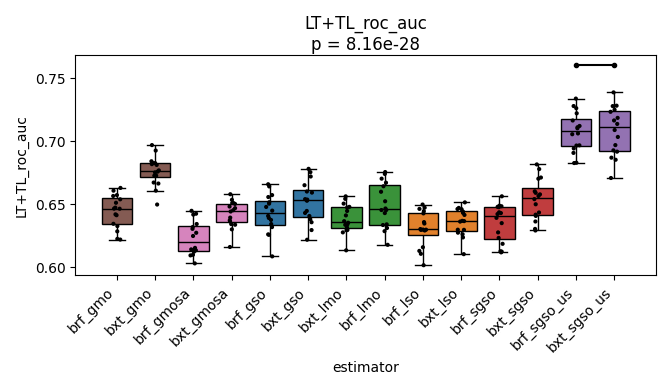 LT+TL_roc_auc
p = 8.16e-28
LT+TL_roc_auc
0.75
0.70
0.65
0.60
brf_gmo
bxt_gmo
brf_gmosa
bxt_gmosa
brf_gso
bxt_gso
bxt_lmo
brf_lmo
brf_lso
bxt_lso
brf_sgso
bxt_sgso
brf_sgso_us
bxt_sgso_us
estimator